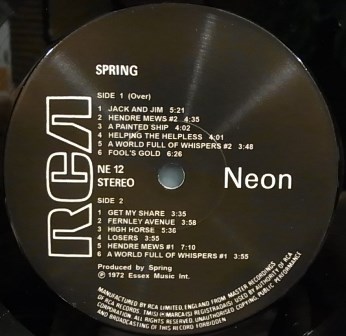 SPRING
SIDE 1 (Over)
1 JACK AND JIM 5:21
2 HENDRE MEWS #2 4:35
3 A PAINTED SHIP 4:02
4 HELPING THE HELPLESS 4:01
5 A WORLD FULL OF WHISPERS #2 3:48
6 FOOL'S GOLD 6:26
NE 12
STEREO
Neon
RCA
SIDE 2
1 GET MY SHARE 3:35
2 FERNLEY AVENUE 3:58
3 HIGH HORSE 5:36
4 LOSERS 3:55
5 HENDRE MEWS #1 7:10
6 A WORLD FULL OF WHISPERS #1 3:55
Produced by Spring
℗ 1972 Essex Music Int.
MANUFACTURED BY RCA LIMITED, ENGLAND FROM MASTER RECORDINGS
OF RCA RECORDS. TMK(S) ® MARCA(S) REGISTRADA(S) USED BY AUTHORITY OF RCA
CORPORATION. ALL RIGHTS RESERVED. UNAUTHORISED COPYING, PUBLIC PERFORMANCE
AND BROADCASTING OF THIS RECORD FORBIDDEN